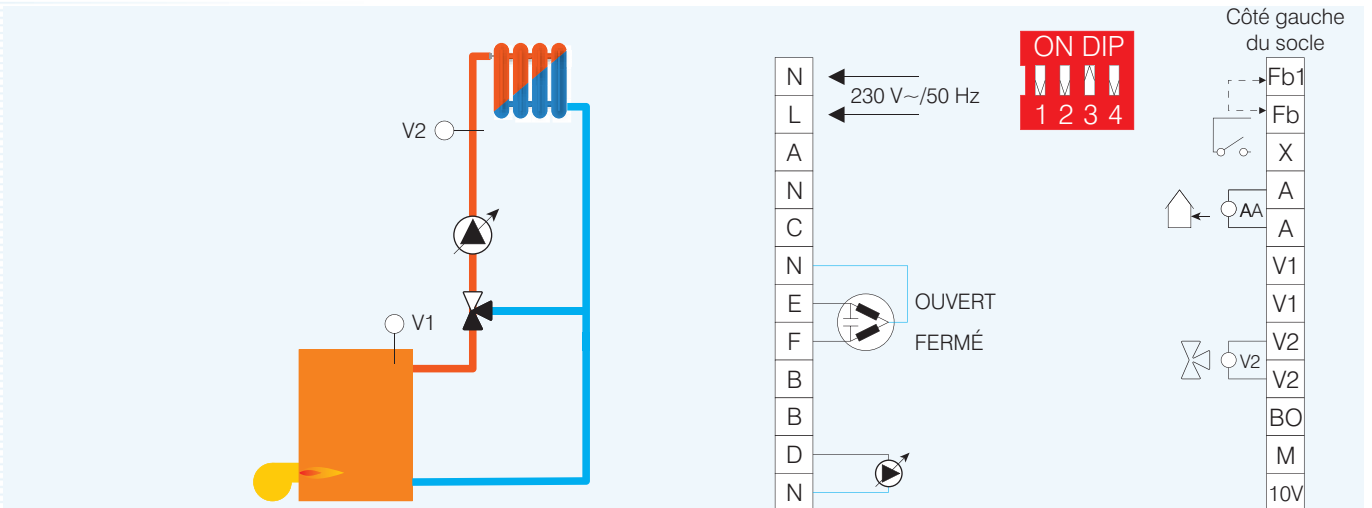 V2
V1
N
L
A
N
C
N
E
F
B
B
D
N
230 V~/50 Hz
OUVERT
FERMÉ
ON DIP
1 2 3 4
Côté gauche
du socle
Fb1
Fb
X
A
AA
A
V1
V1
V2
V2
V2
BO
M
10V